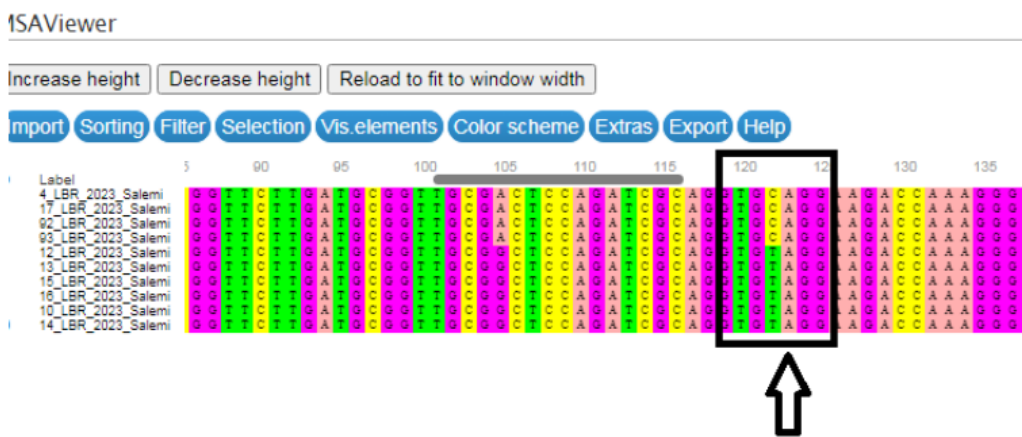 MSAViewer
Increase height Decrease height Reload to fit to window width
Import Sorting Filter Selection Vis.elements Color scheme Extras Export Help
5 90 95 100 105 110 115 120 125 130 135
Label
4_LBR_2023_Salemi G G T T C T T G A T G C G G T T G C G A C T C C A G A T C G C A G G T G C A G G A A G A C C A A A G G G
17_LBR_2023_Salemi G G T T C T T G A T G C G G T T G C G A C T C C A G A T C G C A G G T G C A G G A A G A C C A A A G G G
92_LBR_2023_Salemi G G T T C T T G A T G C G G T T G C G A C T C C A G A T C G C A G G T G C A G G A A G A C C A A A G G G
93_LBR_2023_Salemi G G T T C T T G A T G C G G T T G C G A C T C C A G A T C G C A G G T G C A G G A A G A C C A A A G G G
12_LBR_2023_Salemi G G T T C T T G A T G C G G T T G C G G C T C C A G A T C G C A G G T G T A G G A A G A C C A A A G G G
13_LBR_2023_Salemi G G T T C T T G A T G C G G T T G C G G C T C C A G A T C G C A G G T G T A G G A A G A C C A A A G G G
15_LBR_2023_Salemi G G T T C T T G A T G C G G T T G C G G C T C C A G A T C G C A G G T G T A G G A A G A C C A A A G G G
16_LBR_2023_Salemi G G T T C T T G A T G C G G T T G C G G C T C C A G A T C G C A G G T G T A G G A A G A C C A A A G G G
10_LBR_2023_Salemi G G T T C T T G A T G C G G T T G C G G C T C C A G A T C G C A G G T G T A G G A A G A C C A A A G G G
14_LBR_2023_Salemi G G T T C T T G A T G C G G T T G C G G C T C C A G A T C G C A G G T G T A G G A A G A C C A A A G G G